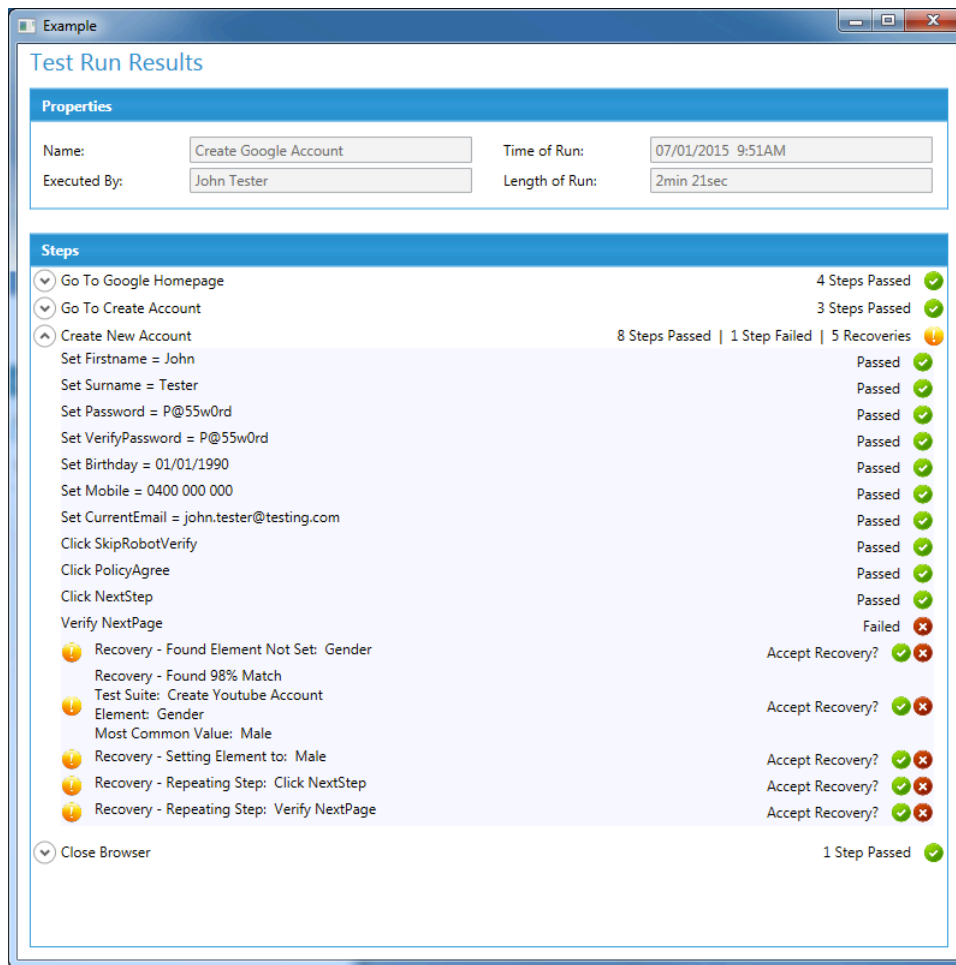 Example
Test Run Results
Properties
Name: Create Google Account Time of Run: 07/01/2015 9:51AM
Executed By: John Tester Length of Run: 2min 21sec
Steps
Go To Google Homepage 4 Steps Passed
Go To Create Account 3 Steps Passed
Create New Account 8 Steps Passed | 1 Step Failed | 5 Recoveries
Set Firstname = John Passed
Set Surname = Tester Passed
Set Password = P@55w0rd Passed
Set VerifyPassword = P@55w0rd Passed
Set Birthday = 01/01/1990 Passed
Set Mobile = 0400 000 000 Passed
Set CurrentEmail = john.tester@testing.com Passed
Click SkipRobotVerify Passed
Click PolicyAgree Passed
Click NextStep Passed
Verify NextPage Failed
Recovery - Found Element Not Set: Gender Accept Recovery?
Recovery - Found 98% Match
Test Suite: Create Youtube Account
Element: Gender Accept Recovery?
Most Common Value: Male
Recovery - Setting Element to: Male Accept Recovery?
Recovery - Repeating Step: Click NextStep Accept Recovery?
Recovery - Repeating Step: Verify NextPage Accept Recovery?
Close Browser 1 Step Passed